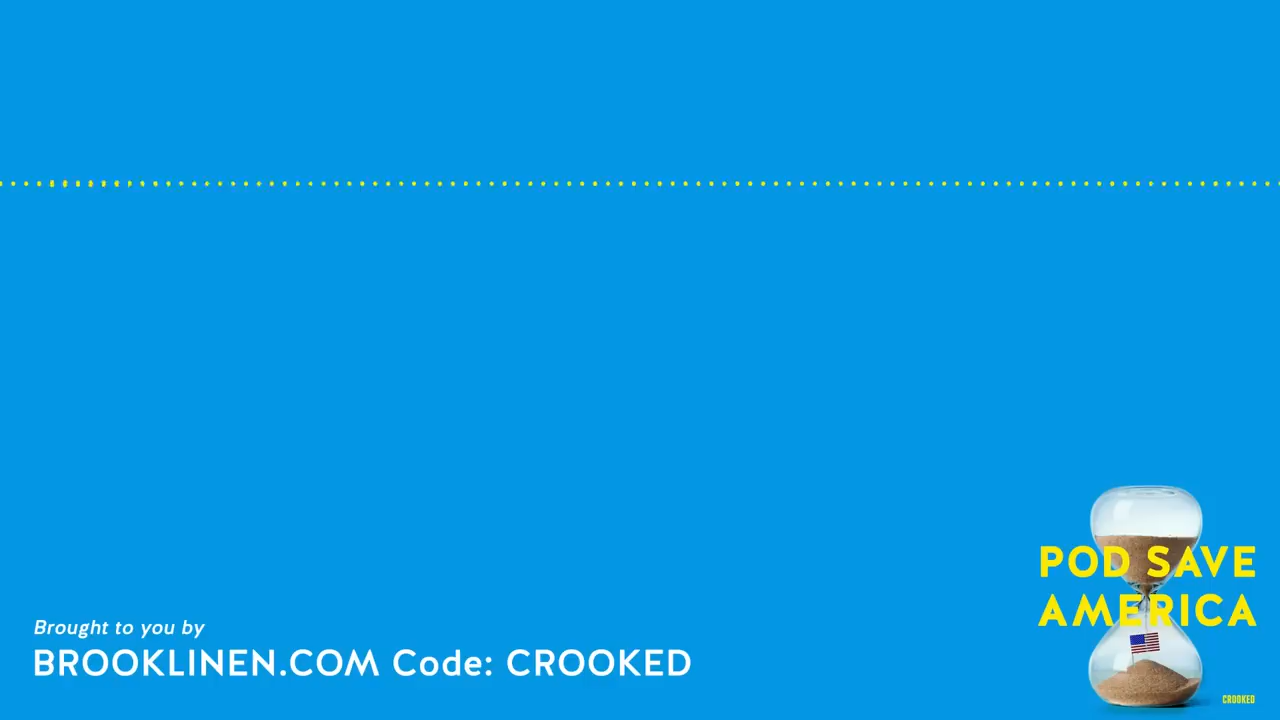 POD SAVE
AMERICA
Brought to you by
BROOKLINEN.COM Code: CROOKED
CROOKED